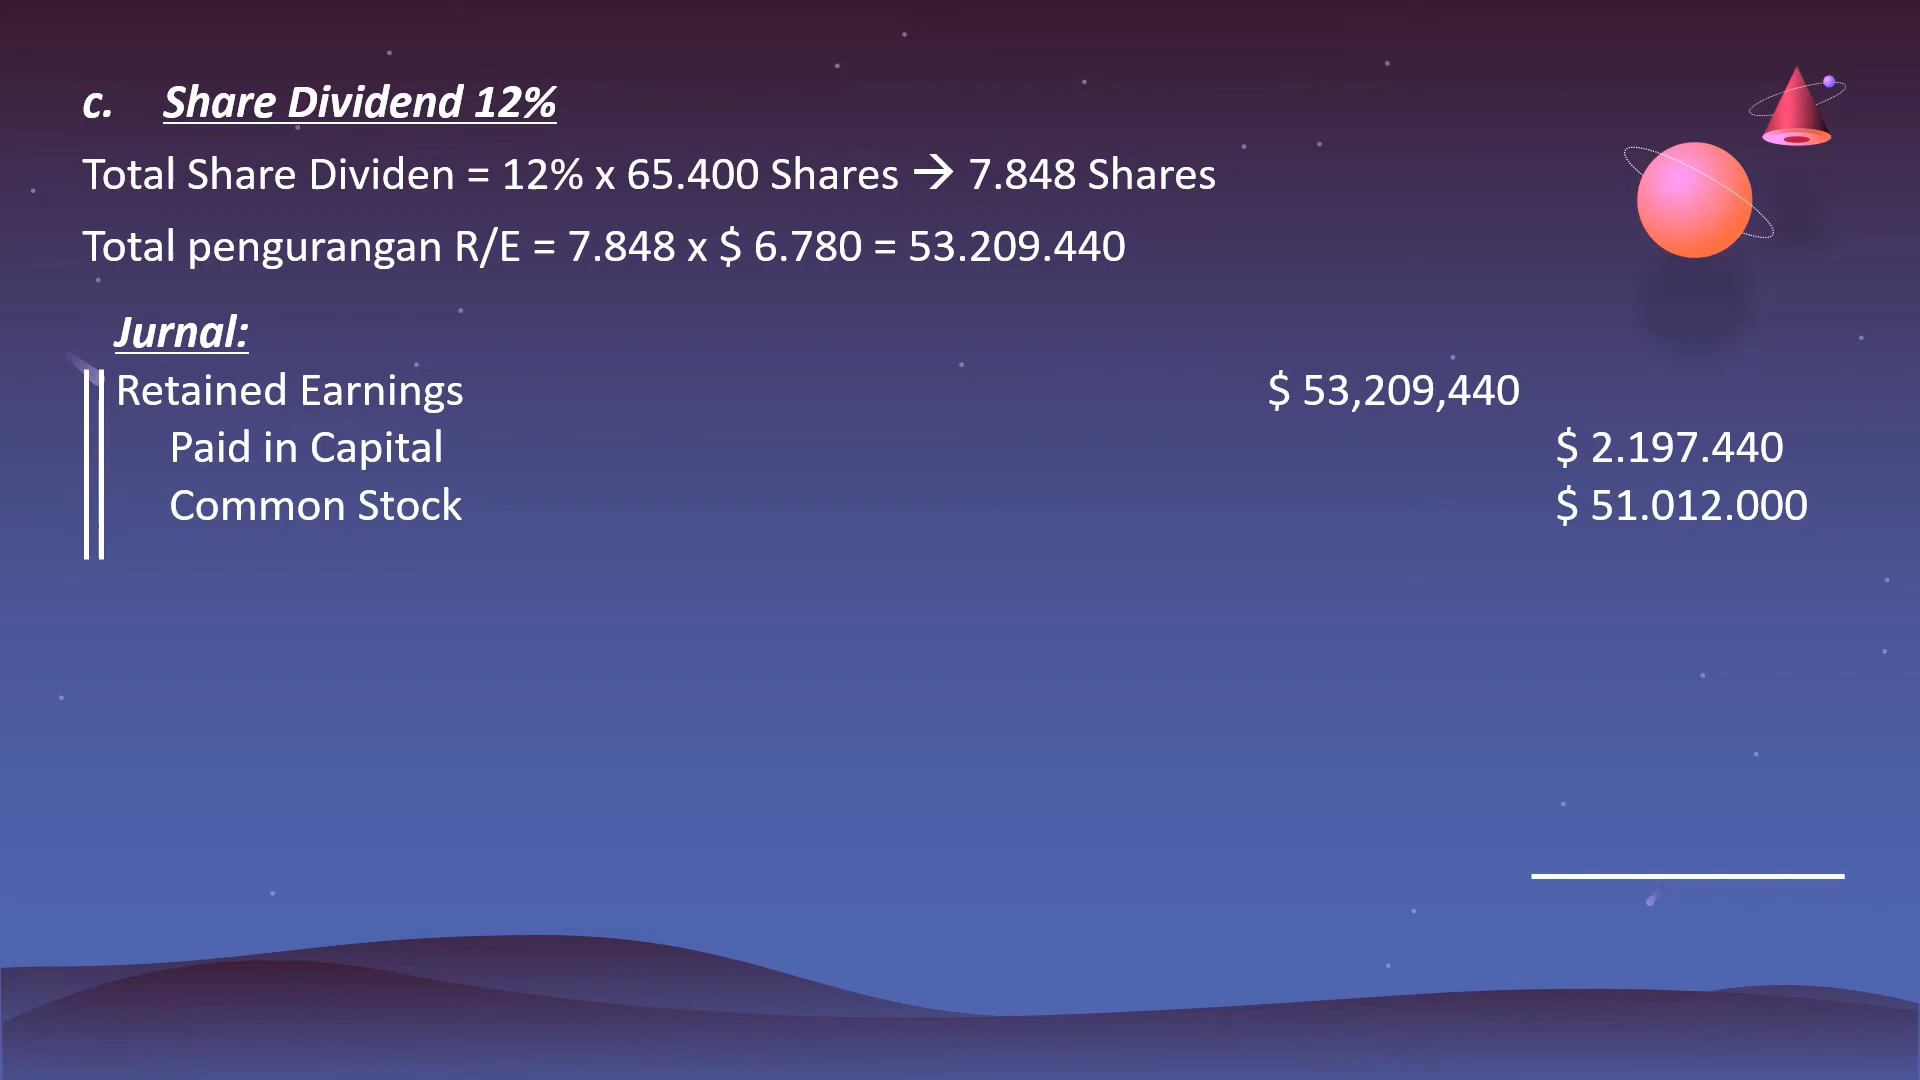 c. Share Dividend 12%
Total Share Dividen = 12% x 65.400 Shares → 7.848 Shares
Total pengurangan R/E = 7.848 x $ 6.780 = 53.209.440
Jurnal:
Retained Earnings $ 53,209,440
Paid in Capital $ 2.197.440
Common Stock $ 51.012.000